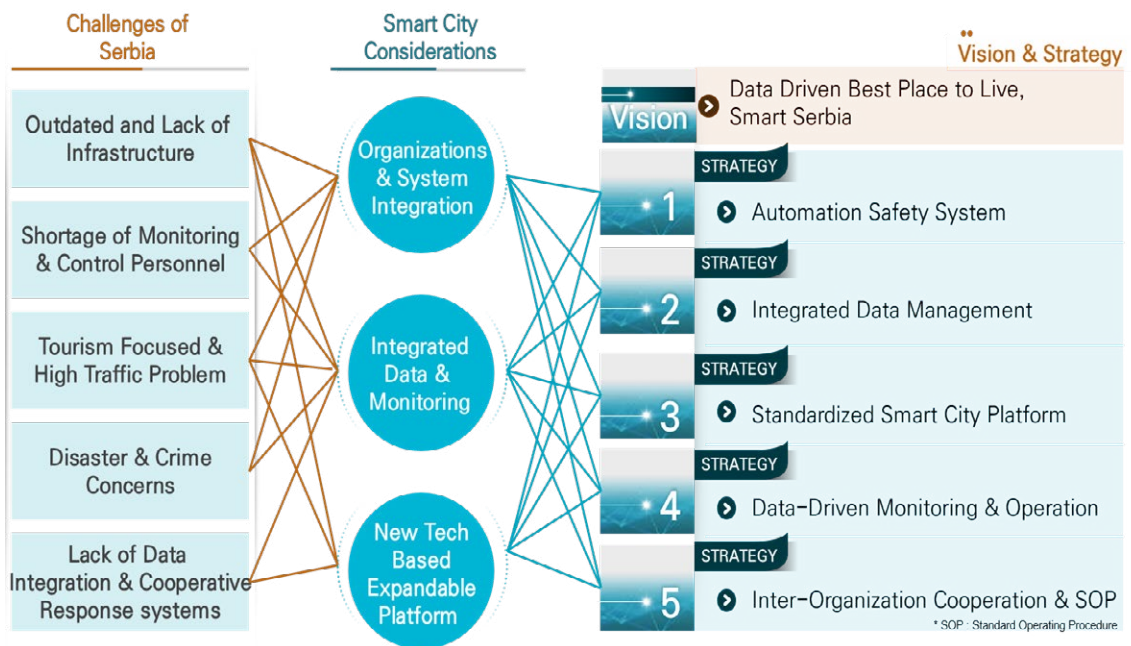 Challenges of
Serbia
Outdated and Lack of
Infrastructure
Shortage of Monitoring
& Control Personnel
Tourism Focused &
High Traffic Problem
Disaster & Crime
Concerns
Lack of Data
Integration & Cooperative
Response systems
Smart City
Considerations
Organizations
& System
Integration
Integrated
Data &
Monitoring
New Tech
Based
Expandable
Platform
Vision & Strategy
Vision
Data Driven Best Place to Live,
Smart Serbia
STRATEGY
1
Automation Safety System
STRATEGY
2
Integrated Data Management
STRATEGY
3
Standardized Smart City Platform
STRATEGY
4
Data-Driven Monitoring & Operation
STRATEGY
5
Inter-Organization Cooperation & SOP
* SOP : Standard Operating Procedure